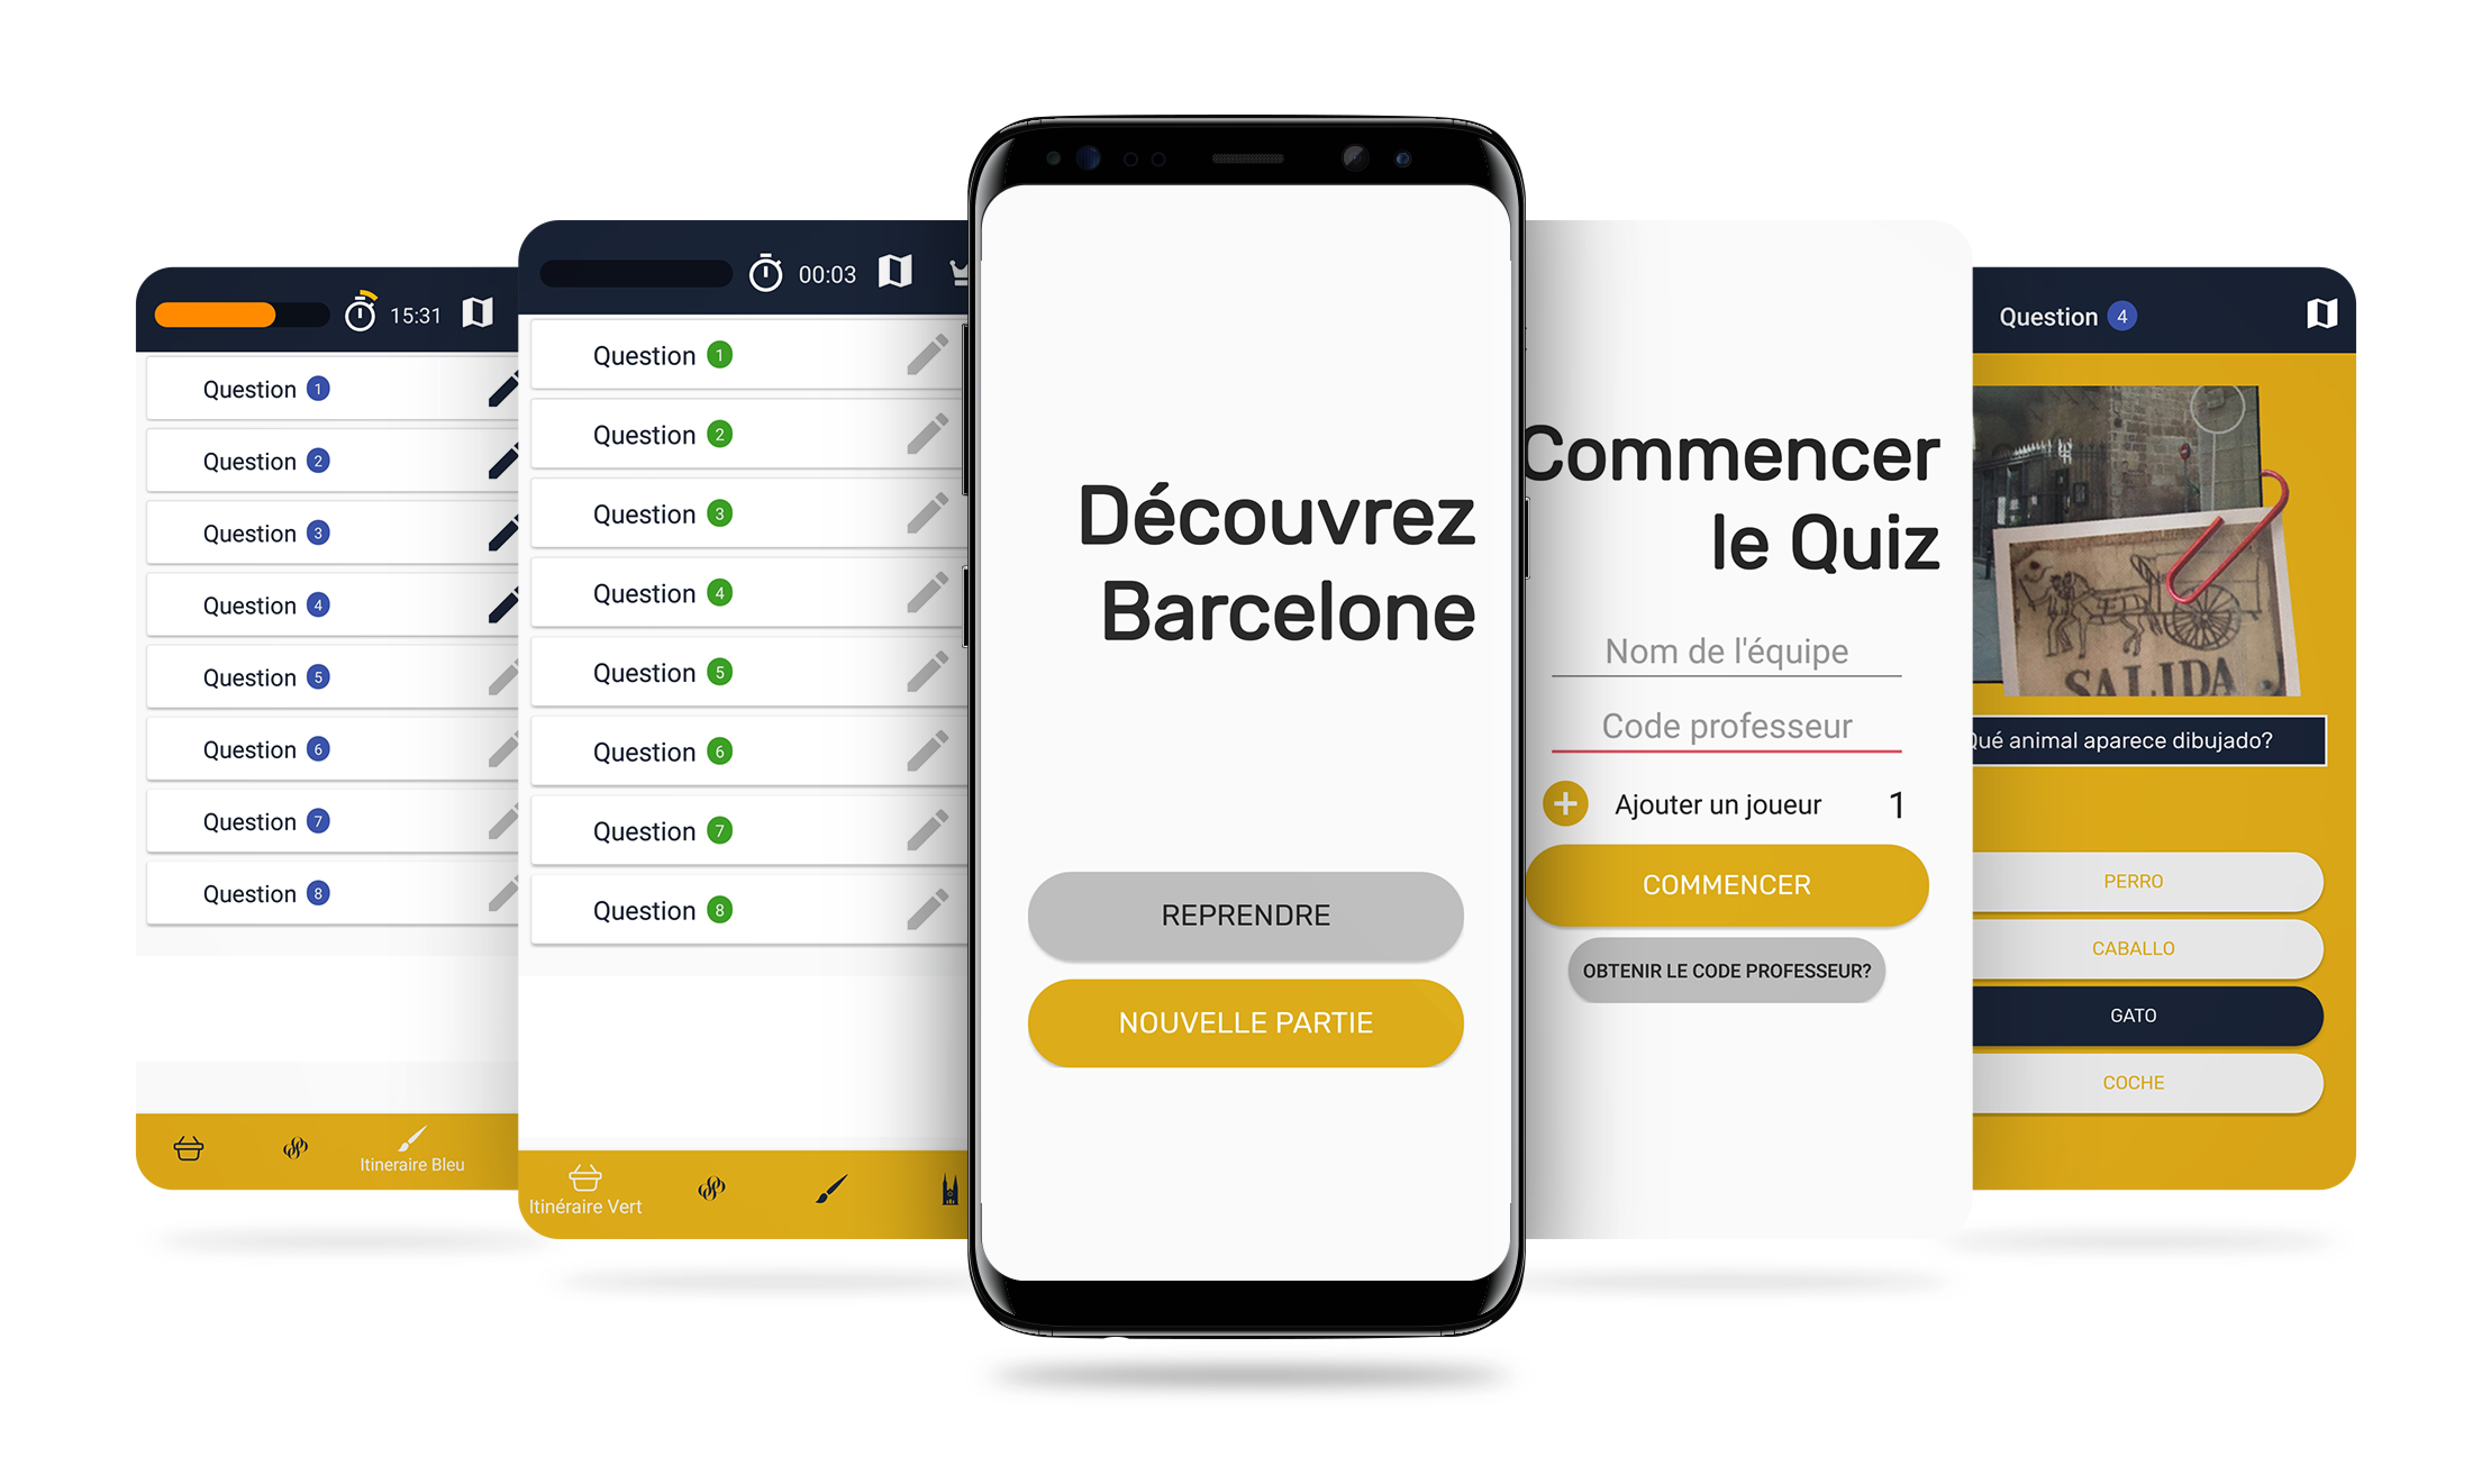 15:31
Question 1
Question 2
Question 3
Question 4
Question 5
Question 6
Question 7
Question 8
Itineraire Bleu
00:03
Question 1
Question 2
Question 3
Question 4
Question 5
Question 6
Question 7
Question 8
Itinéraire Vert
Découvrez
Barcelone
REPRENDRE
NOUVELLE PARTIE
Commencer
le Quiz
Nom de l'équipe
Code professeur
Ajouter un joueur 1
COMMENCER
OBTENIR LE CODE PROFESSEUR?
Question 4
SALIDA
Qué animal aparece dibujado?
PERRO
CABALLO
GATO
COCHE